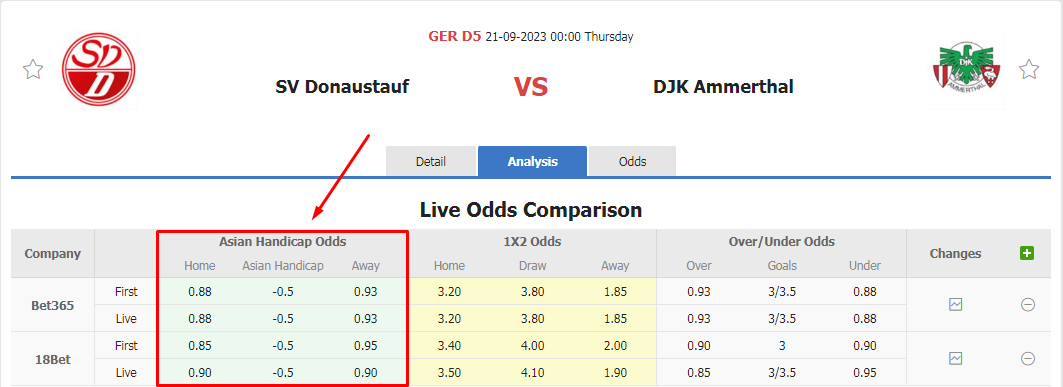 GER D5 21-09-2023 00:00 Thursday
SVD
SV Donaustauf VS DJK Ammerthal
DJK
AMMERTHAL
Detail Analysis Odds
Live Odds Comparison
Company Asian Handicap Odds 1X2 Odds Over/Under Odds Changes
Home Asian Handicap Away Home Draw Away Over Goals Under
Bet365
First 0.88 -0.5 0.93 3.20 3.80 1.85 0.93 3/3.5 0.88
Live 0.88 -0.5 0.93 3.20 3.80 1.85 0.93 3/3.5 0.88
18Bet
First 0.85 -0.5 0.95 3.40 4.00 2.00 0.90 3 0.90
Live 0.90 -0.5 0.90 3.50 4.10 1.90 0.85 3/3.5 0.95